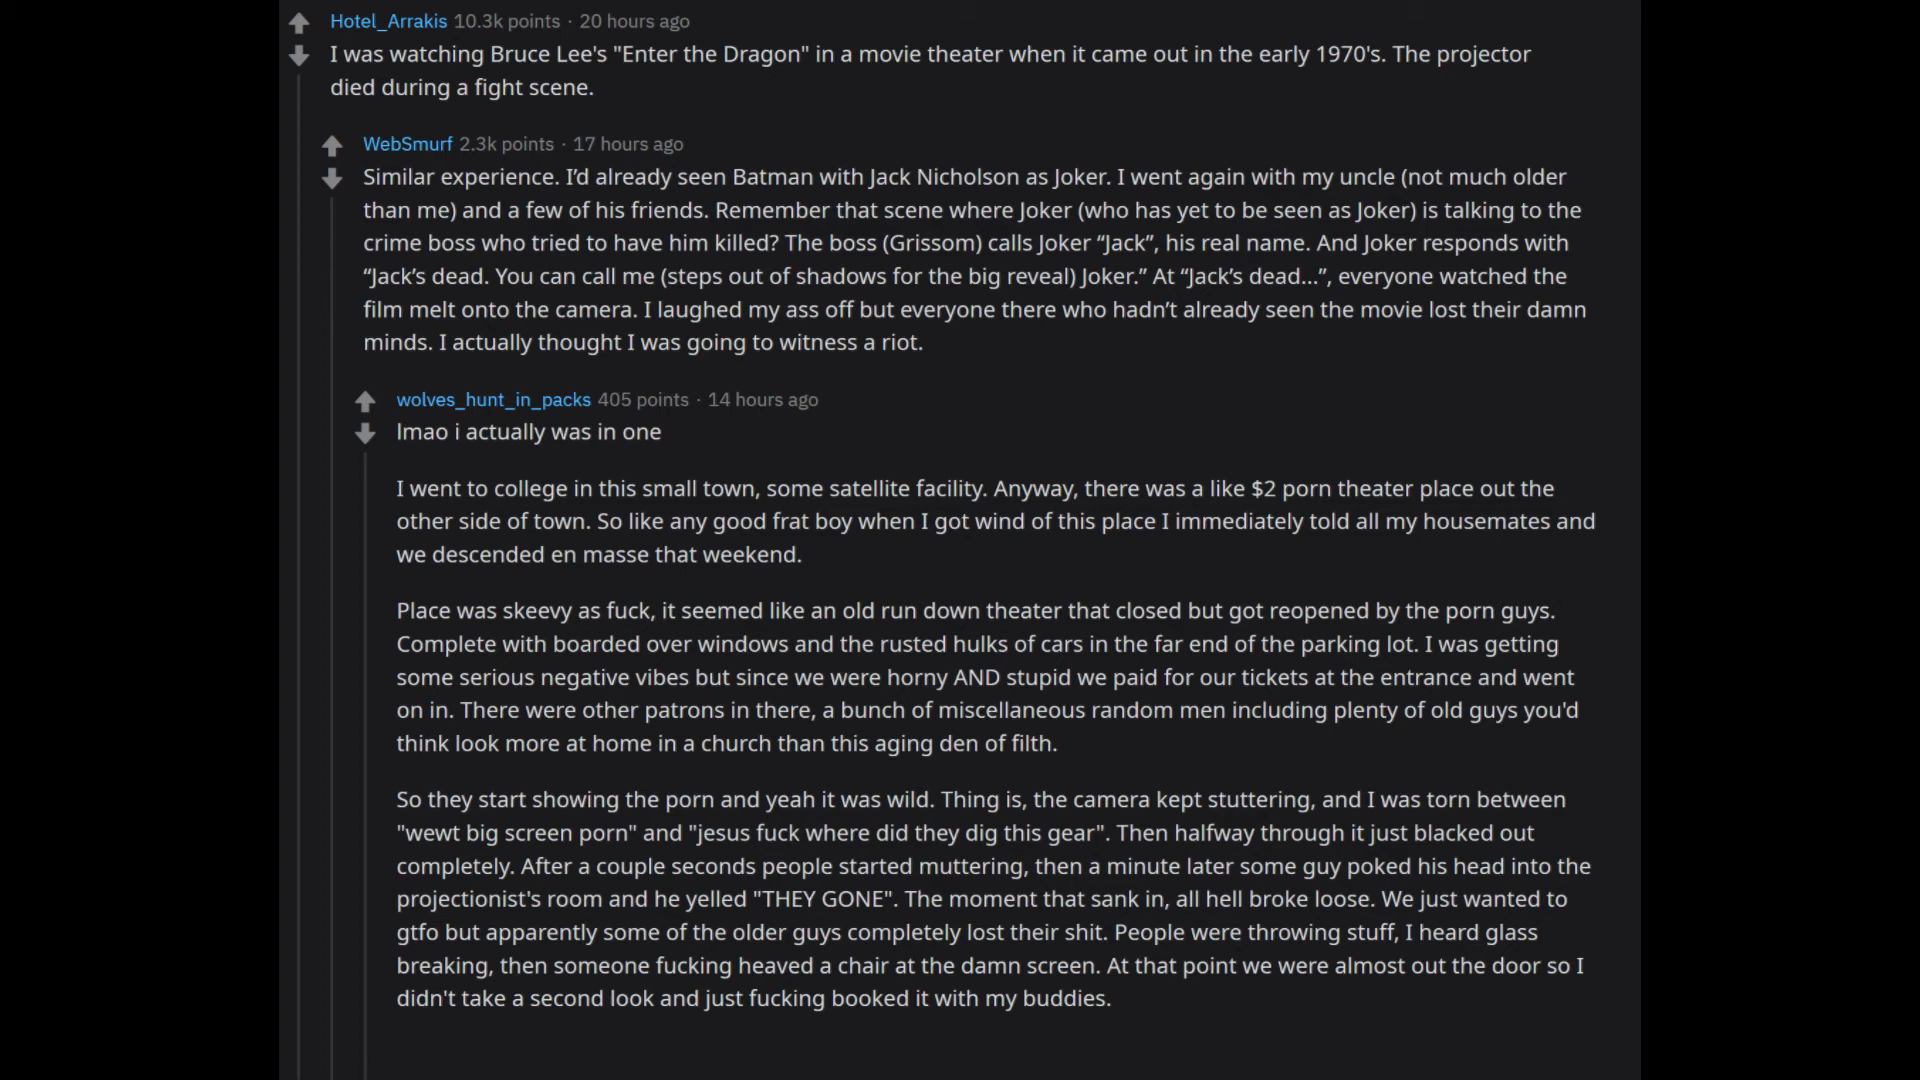 Hotel_Arrakis 10.3k points · 20 hours ago
I was watching Bruce Lee's "Enter the Dragon" in a movie theater when it came out in the early 1970's. The projector
died during a fight scene.
WebSmurf 2.3k points · 17 hours ago
Similar experience. I’d already seen Batman with Jack Nicholson as Joker. I went again with my uncle (not much older
than me) and a few of his friends. Remember that scene where Joker (who has yet to be seen as Joker) is talking to the
crime boss who tried to have him killed? The boss (Grissom) calls Joker “Jack”, his real name. And Joker responds with
“Jack’s dead. You can call me (steps out of shadows for the big reveal) Joker.” At “Jack’s dead...”, everyone watched the
film melt onto the camera. I laughed my ass off but everyone there who hadn’t already seen the movie lost their damn
minds. I actually thought I was going to witness a riot.
wolves_hunt_in_packs 405 points · 14 hours ago
lmao i actually was in one
I went to college in this small town, some satellite facility. Anyway, there was a like $2 porn theater place out the
other side of town. So like any good frat boy when I got wind of this place I immediately told all my housemates and
we descended en masse that weekend.
Place was skeevy as fuck, it seemed like an old run down theater that closed but got reopened by the porn guys.
Complete with boarded over windows and the rusted hulks of cars in the far end of the parking lot. I was getting
some serious negative vibes but since we were horny AND stupid we paid for our tickets at the entrance and went
on in. There were other patrons in there, a bunch of miscellaneous random men including plenty of old guys you'd
think look more at home in a church than this aging den of filth.
So they start showing the porn and yeah it was wild. Thing is, the camera kept stuttering, and I was torn between
"wewt big screen porn" and "jesus fuck where did they dig this gear". Then halfway through it just blacked out
completely. After a couple seconds people started muttering, then a minute later some guy poked his head into the
projectionist's room and he yelled "THEY GONE". The moment that sank in, all hell broke loose. We just wanted to
gtfo but apparently some of the older guys completely lost their shit. People were throwing stuff, I heard glass
breaking, then someone fucking heaved a chair at the damn screen. At that point we were almost out the door so I
didn't take a second look and just fucking booked it with my buddies.